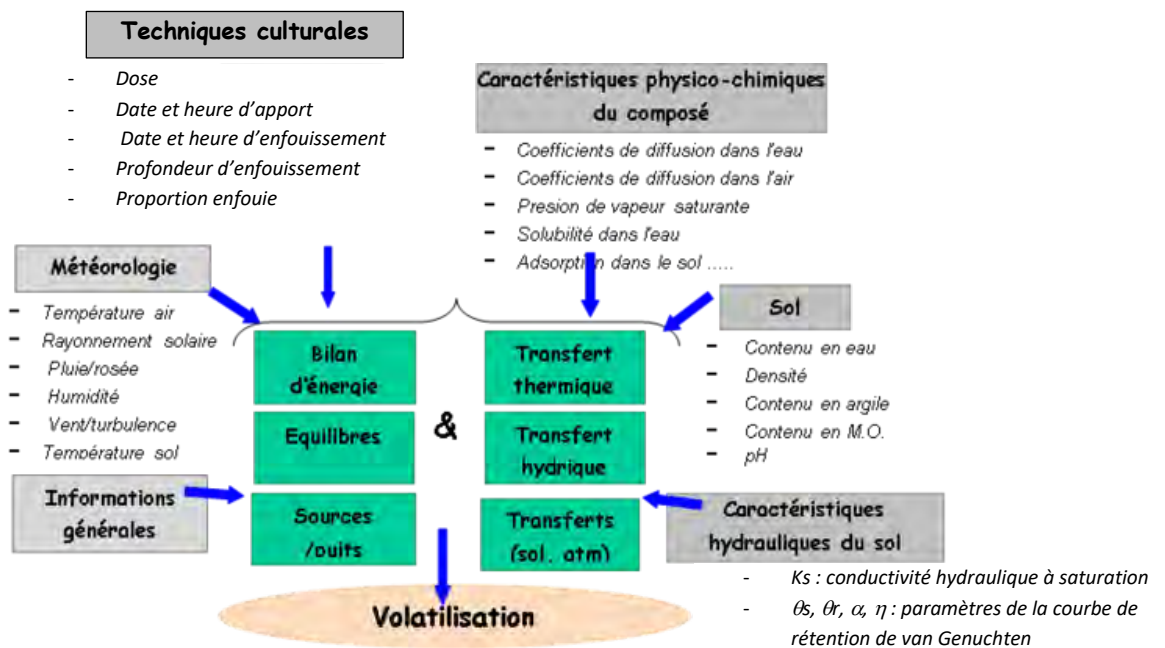 Techniques culturales
- Dose
- Date et heure d'apport
- Date et heure d'enfouissement
- Profondeur d'enfouissement
- Proportion enfouie
Caractéristiques physico-chimiques
du composé
- Coefficients de diffusion dans l'eau
- Coefficients de diffusion dans l'air
- Presion de vapeur saturante
- Solubilité dans l'eau
- Adsorption dans le sol .....
Météorologie
- Température air
- Rayonnement solaire
- Pluie/rosée
- Humidité
- Vent/turbulence
- Température sol
Sol
- Contenu en eau
- Densité
- Contenu en argile
- Contenu en M.O.
- pH
Bilan
d'énergie
Equilibres
Sources
/puits
&
Transfert
thermique
Transfert
hydrique
Transferts
(sol, atm)
Informations
générales
Caractéristiques
hydrauliques du sol
- Ks : conductivité hydraulique à saturation
- θs, θr, α, η : paramètres de la courbe de
rétention de van Genuchten
Volatilisation